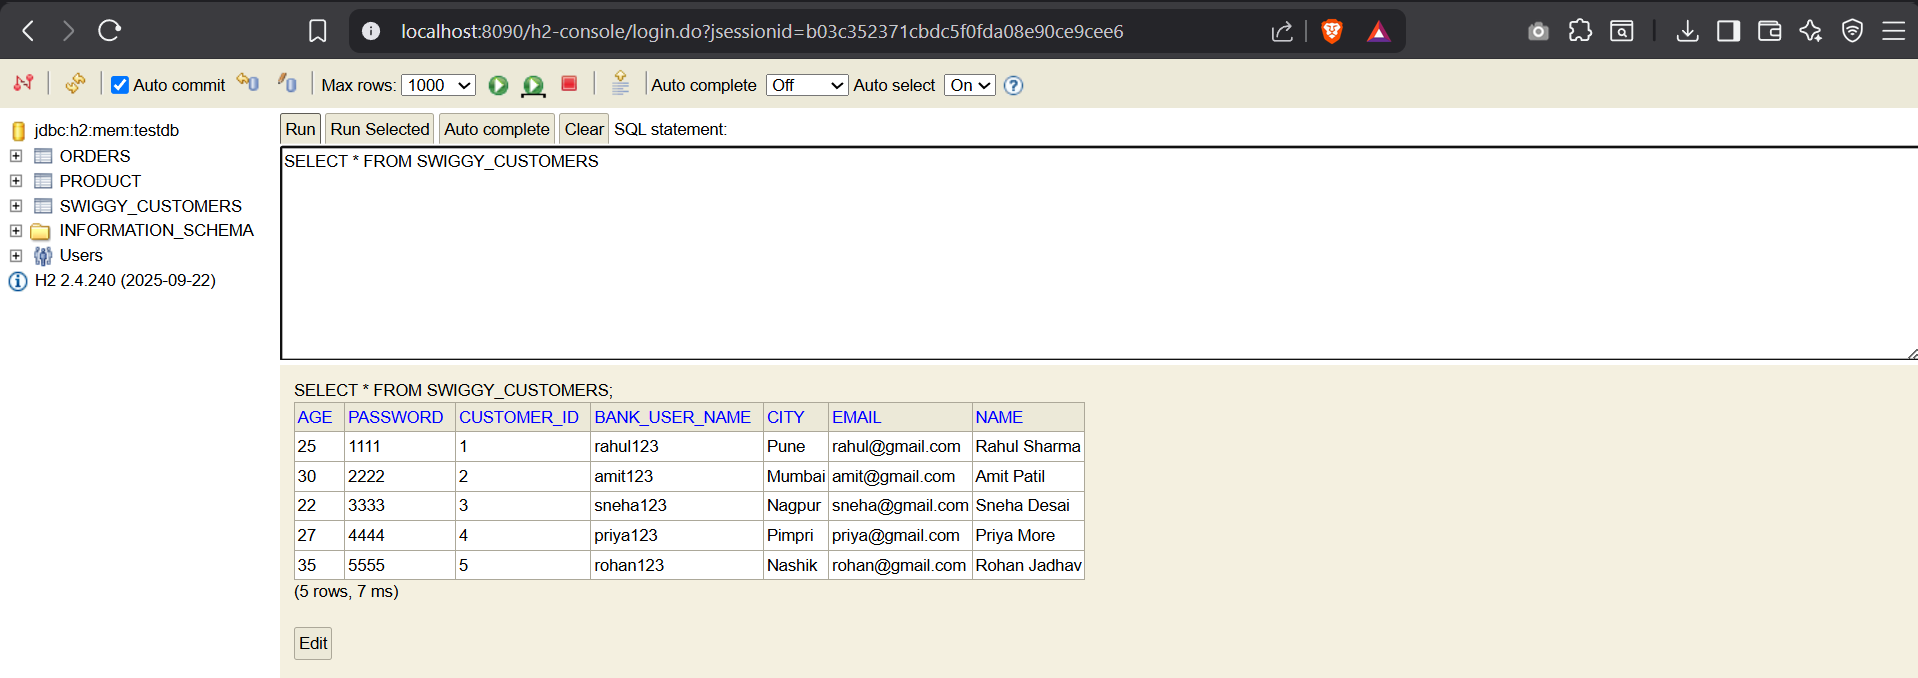 localhost:8090/h2-console/login.do?jsessionid=b03c352371cbdc5f0fda08e90ce9cee6
Auto commit Max rows: 1000 Auto complete Off Auto select On ?
jdbc:h2:mem:testdb
ORDERS
PRODUCT
SWIGGY_CUSTOMERS
INFORMATION_SCHEMA
Users
H2 2.4.240 (2025-09-22)
Run Run Selected Auto complete Clear SQL statement:
SELECT * FROM SWIGGY_CUSTOMERS
SELECT * FROM SWIGGY_CUSTOMERS;
AGE PASSWORD CUSTOMER_ID BANK_USER_NAME CITY EMAIL NAME
25 1111 1 rahul123 Pune rahul@gmail.com Rahul Sharma
30 2222 2 amit123 Mumbai amit@gmail.com Amit Patil
22 3333 3 sneha123 Nagpur sneha@gmail.com Sneha Desai
27 4444 4 priya123 Pimpri priya@gmail.com Priya More
35 5555 5 rohan123 Nashik rohan@gmail.com Rohan Jadhav
(5 rows, 7 ms)
Edit